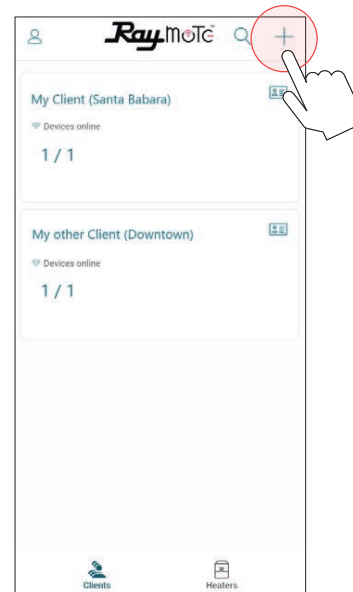 RayMOTE
My Client (Santa Babara)
Devices online
1 / 1
My other Client (Downtown)
Devices online
1 / 1
Clients
Heaters